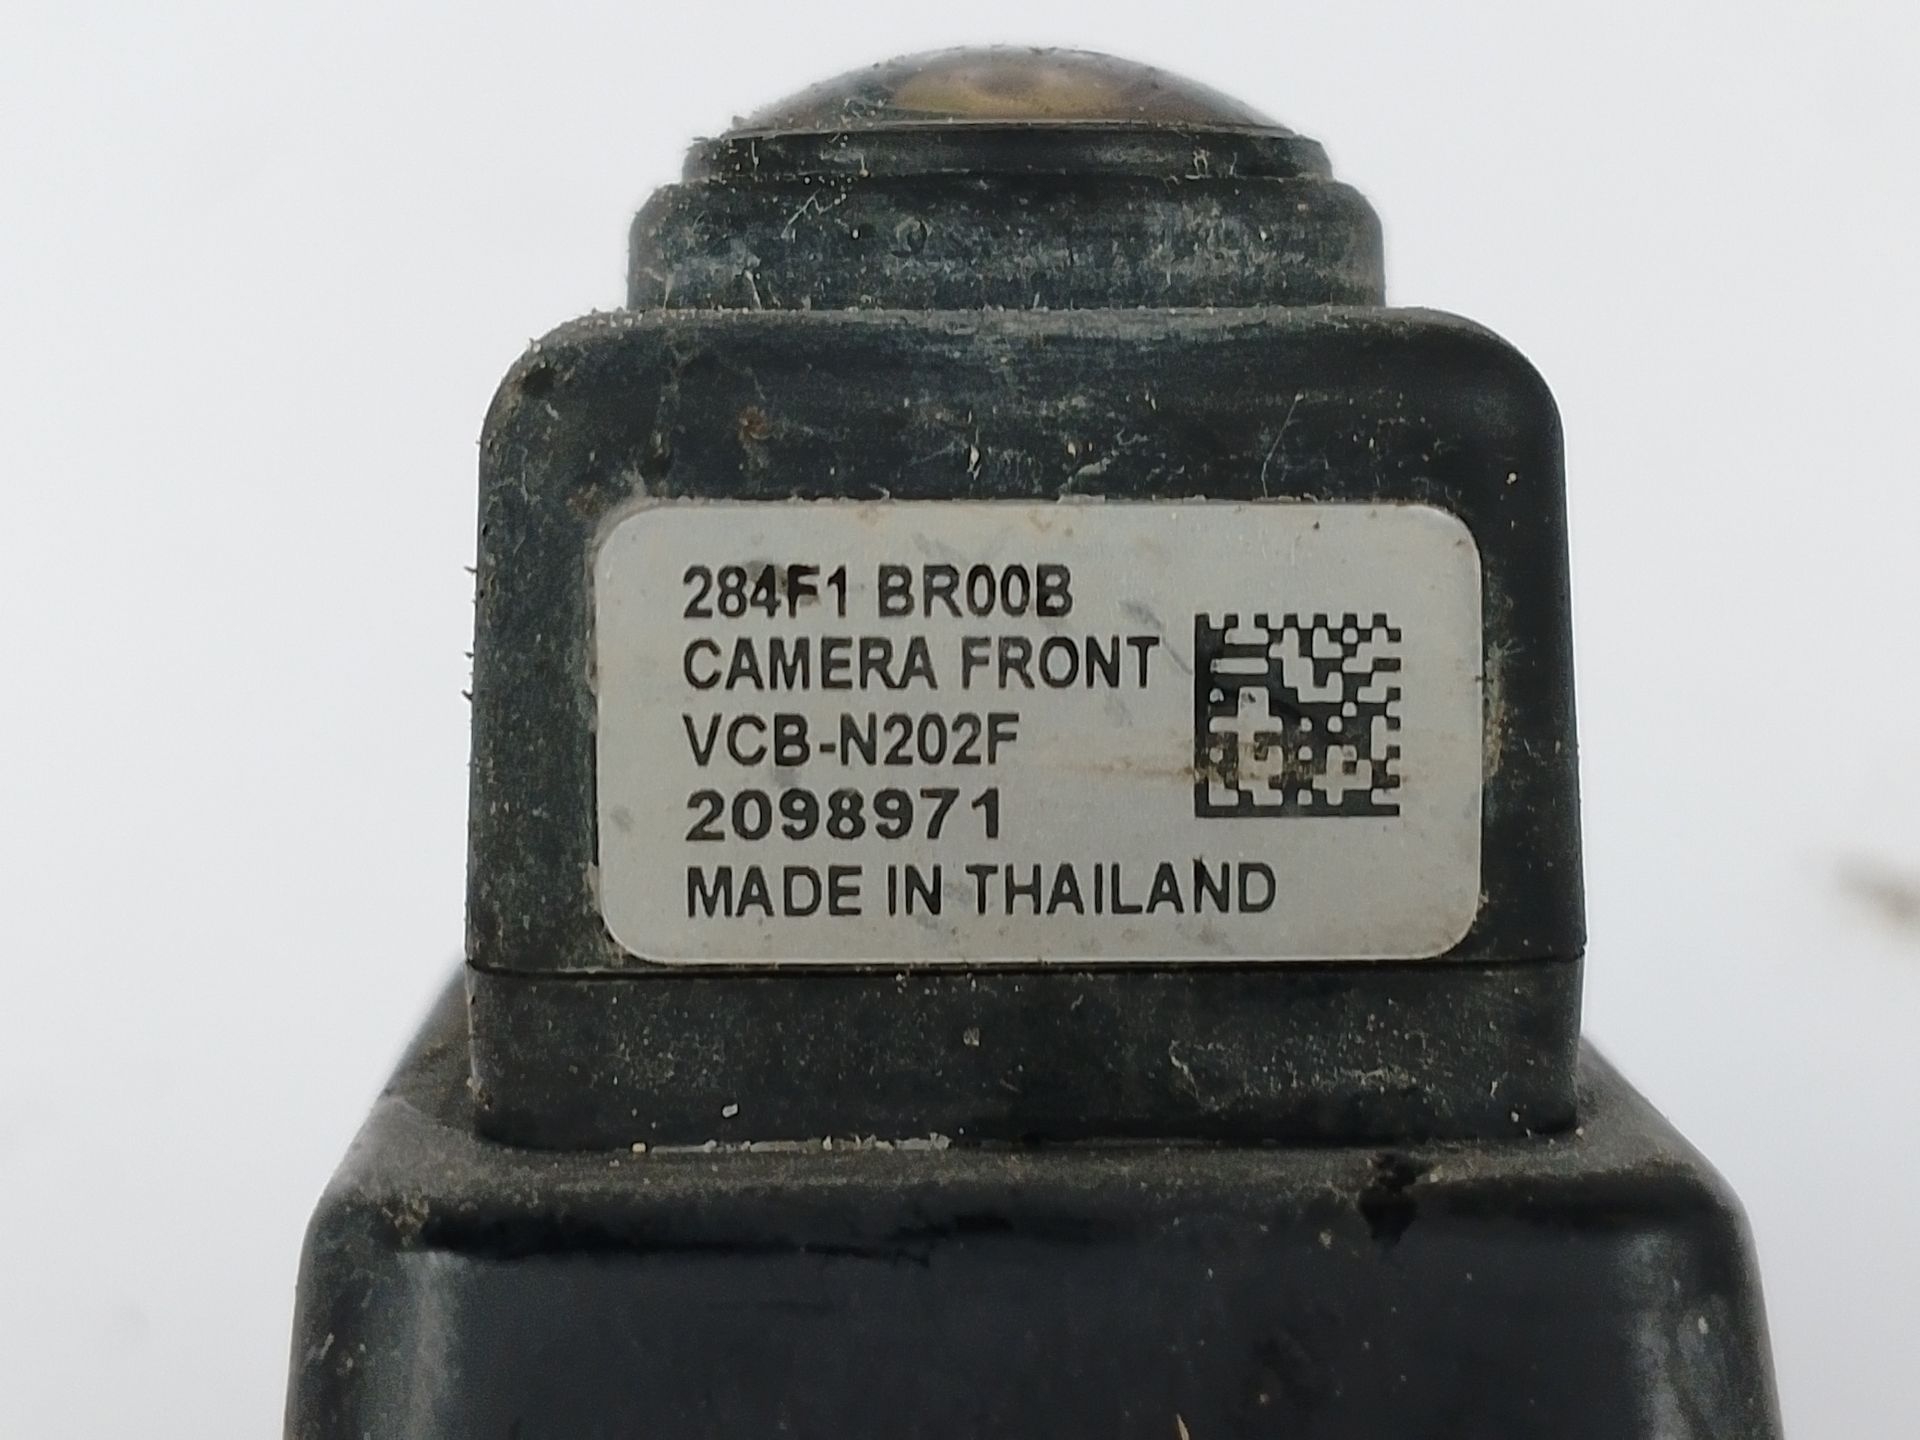 284F1 BR00B
CAMERA FRONT
VCB-N202F
2098971
MADE IN THAILAND